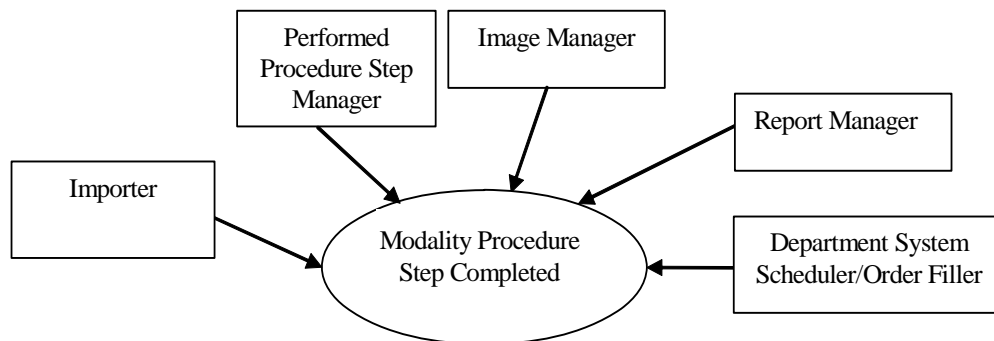 Performed
Procedure Step
Manager
Image Manager
Report Manager
Importer
Modality Procedure
Step Completed
Department System
Scheduler/Order Filler